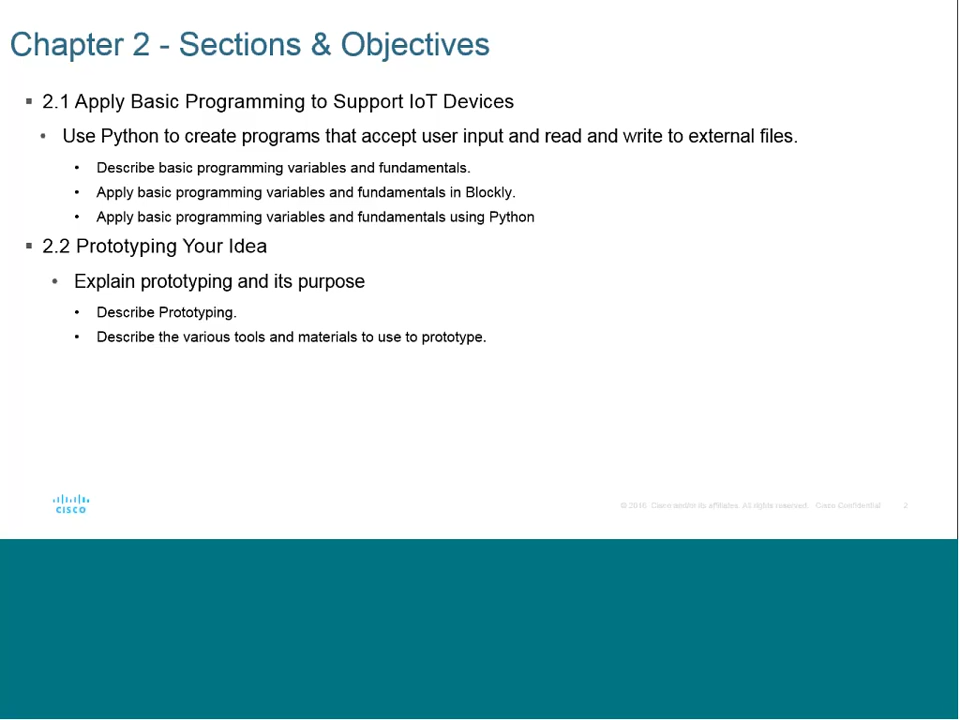 Chapter 2 - Sections & Objectives
▪ 2.1 Apply Basic Programming to Support IoT Devices
• Use Python to create programs that accept user input and read and write to external files.
• Describe basic programming variables and fundamentals.
• Apply basic programming variables and fundamentals in Blockly.
• Apply basic programming variables and fundamentals using Python
▪ 2.2 Prototyping Your Idea
• Explain prototyping and its purpose
• Describe Prototyping.
• Describe the various tools and materials to use to prototype.
CISCO
© 2016 Cisco and/or its affiliates. All rights reserved. Cisco Confidential 2